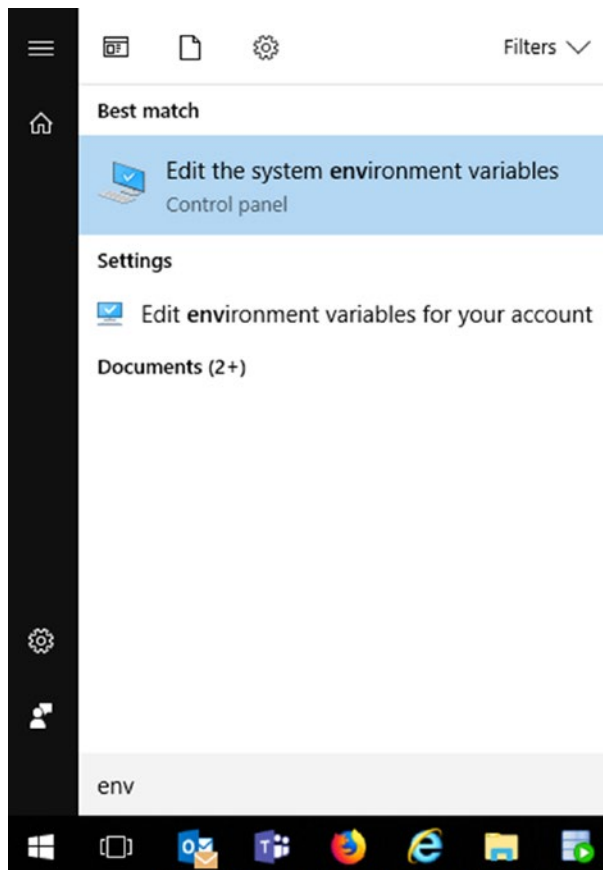 Filters
Best match
Edit the system environment variables
Control panel
Settings
Edit environment variables for your account
Documents (2+)
env